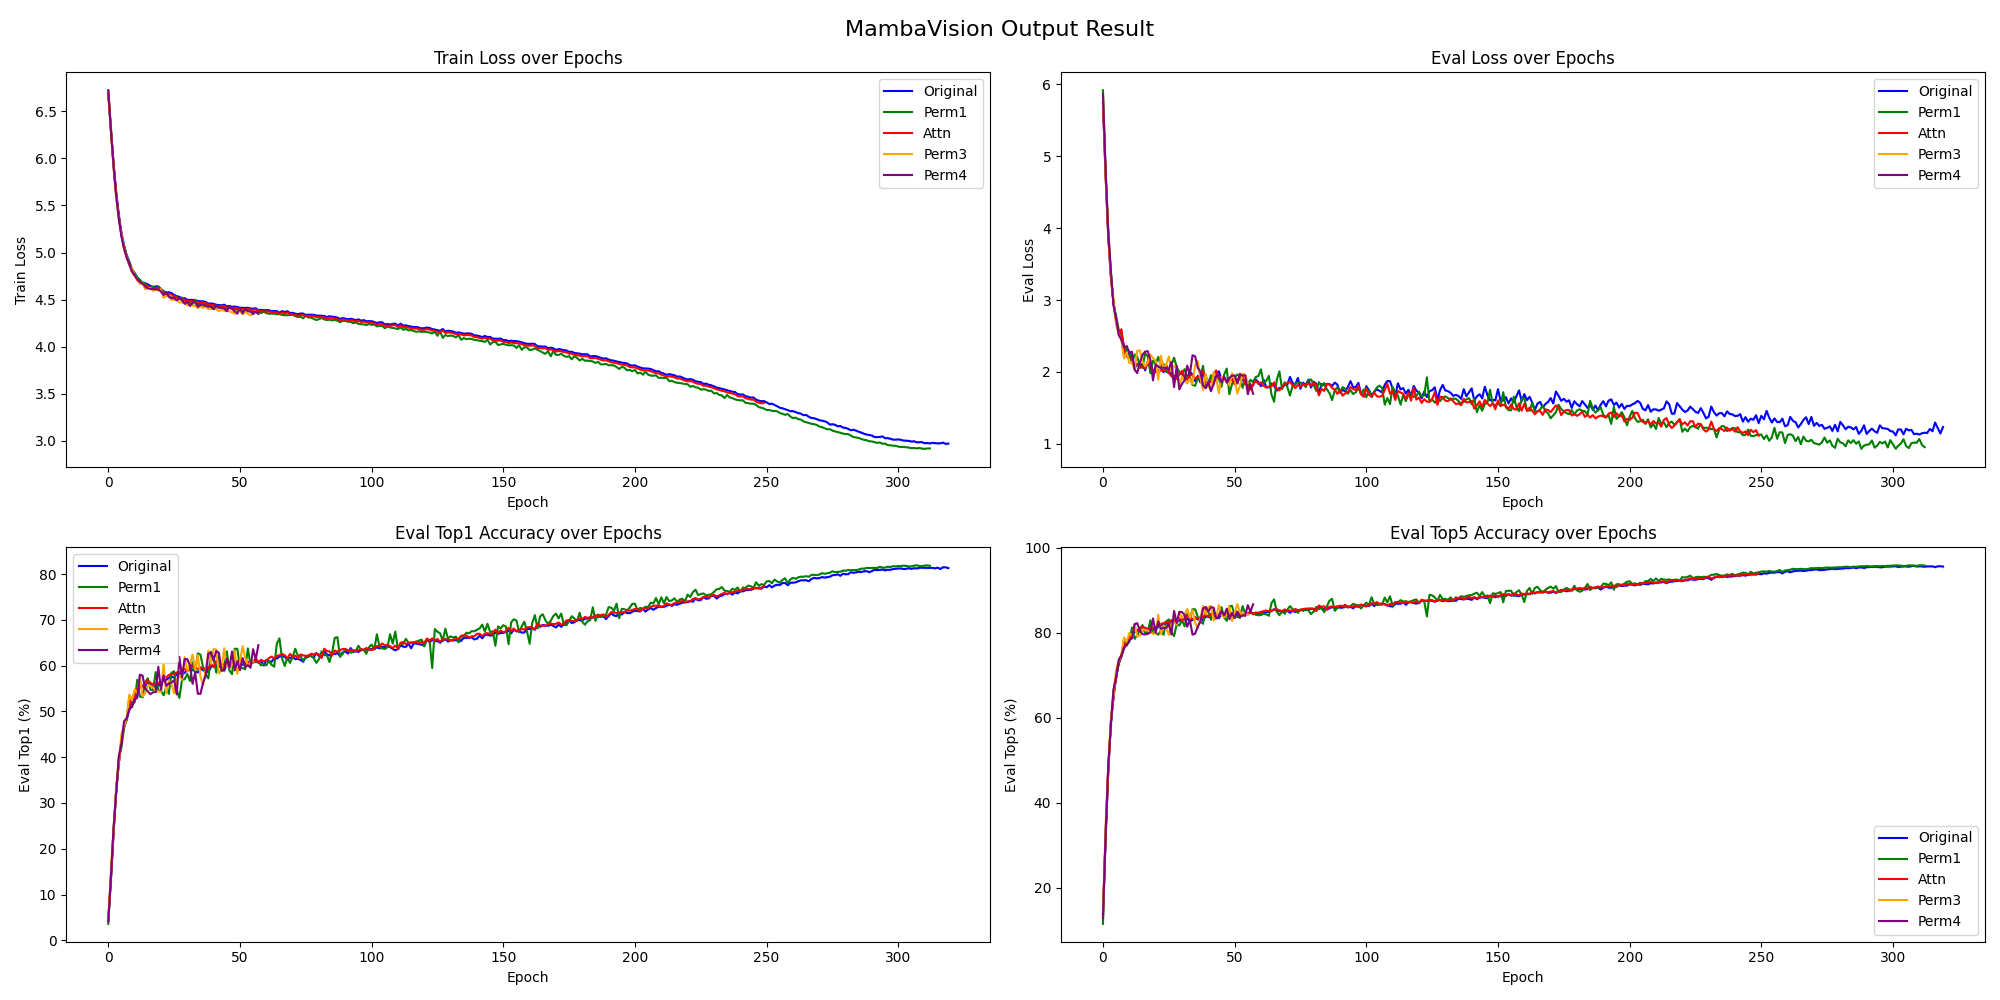 MambaVision Output Result
Train Loss over Epochs
Train Loss
6.5
6.0
5.5
5.0
4.5
4.0
3.5
3.0
0 50 100 150 200 250 300
Epoch
Original
Perm1
Attn
Perm3
Perm4
Eval Loss over Epochs
Eval Loss
6
5
4
3
2
1
0 50 100 150 200 250 300
Epoch
Original
Perm1
Attn
Perm3
Perm4
Eval Top1 Accuracy over Epochs
Eval Top1 (%)
80
70
60
50
40
30
20
10
0
0 50 100 150 200 250 300
Epoch
Original
Perm1
Attn
Perm3
Perm4
Eval Top5 Accuracy over Epochs
Eval Top5 (%)
100
80
60
40
20
0 50 100 150 200 250 300
Epoch
Original
Perm1
Attn
Perm3
Perm4